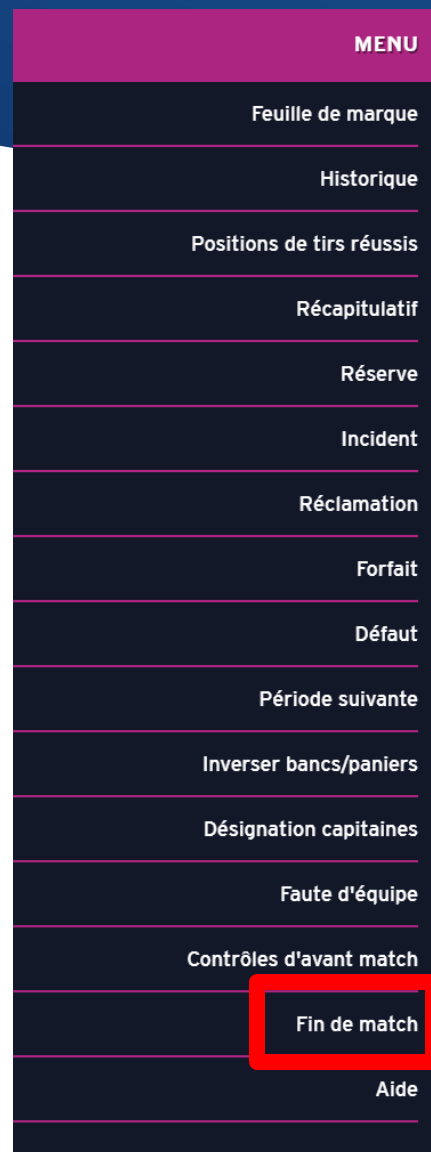 MENU
Feuille de marque
Historique
Positions de tirs réussis
Récapitulatif
Réserve
Incident
Réclamation
Forfait
Défaut
Période suivante
Inverser bancs/paniers
Désignation capitaines
Faute d'équipe
Contrôles d'avant match
Fin de match
Aide